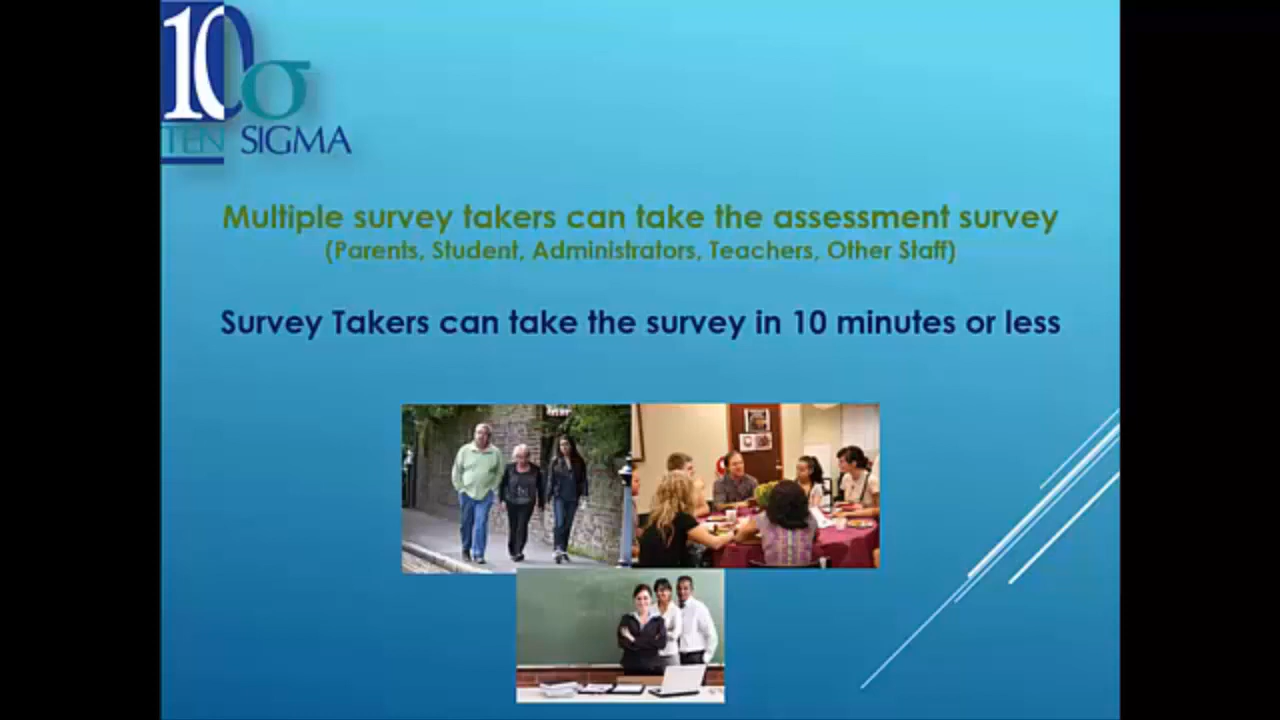 10σ
TEN SIGMA
Multiple survey takers can take the assessment survey
(Parents, Student, Administrators, Teachers, Other Staff)
Survey Takers can take the survey in 10 minutes or less